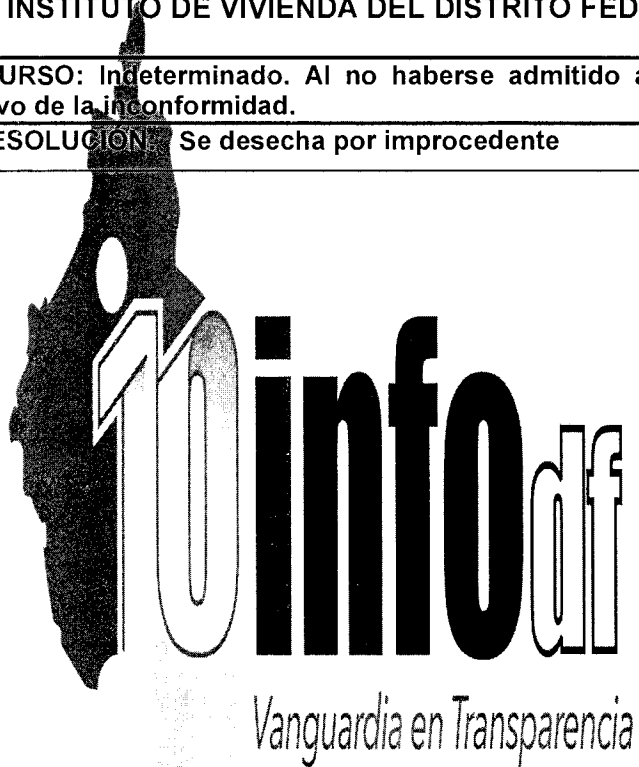 INSTITUTO DE VIVIENDA DEL DISTRITO FED
URSO: Indeterminado. Al no haberse admitido a
vo de la inconformidad.
ESOLUCIÓN: Se desecha por improcedente
10 info df
Vanguardia en Transparencia